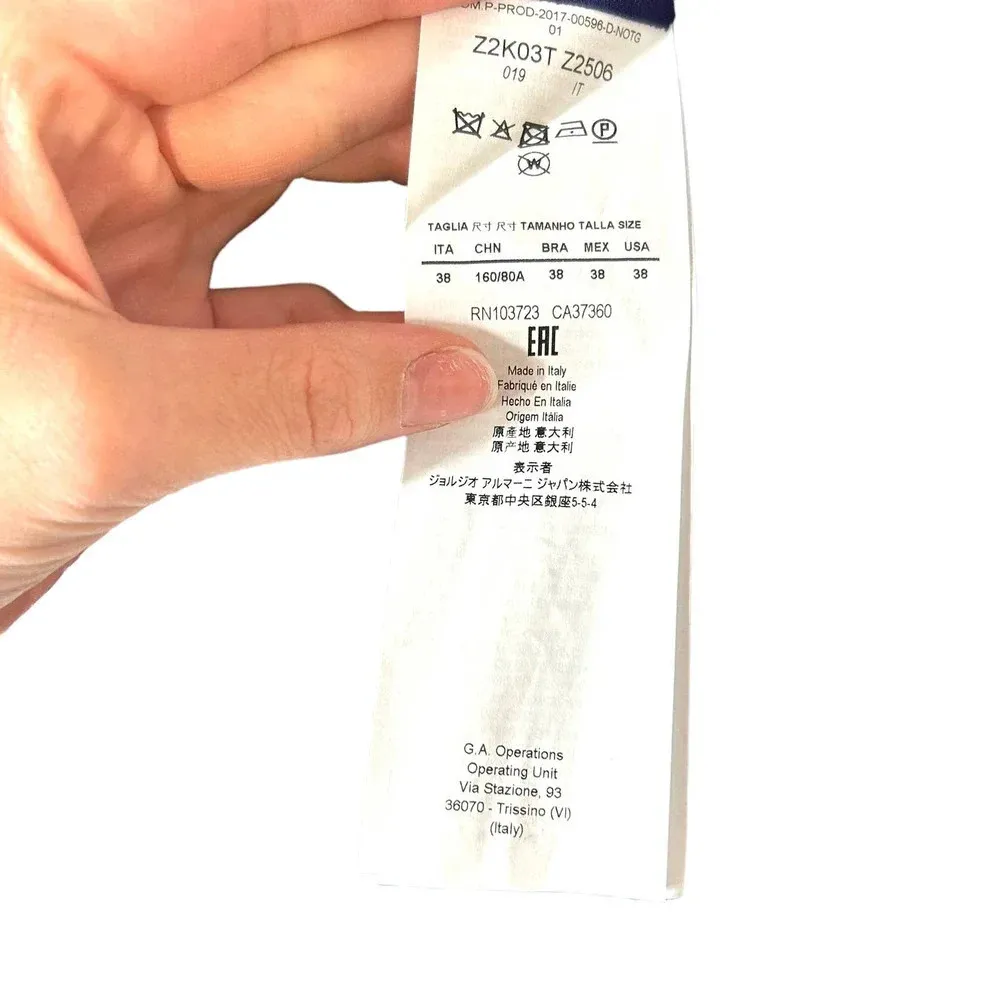 OM.P-PROD-2017-00596-D-NOTG
01
Z2K03T Z2506
019 IT
P
W
TAGLIA 尺寸 尺寸 TAMANHO TALLA SIZE
ITA CHN BRA MEX USA
38 160/80A 38 38 38
RN103723 CA37360
EAC
Made in Italy
Fabriqué en Italie
Hecho En Italia
Origem Itália
原產地 意大利
原产地 意大利
表示者
ジョルジオ アルマーニ ジャパン株式会社
東京都中央区銀座5-5-4
G.A. Operations
Operating Unit
Via Stazione, 93
36070 - Trissino (VI)
(Italy)